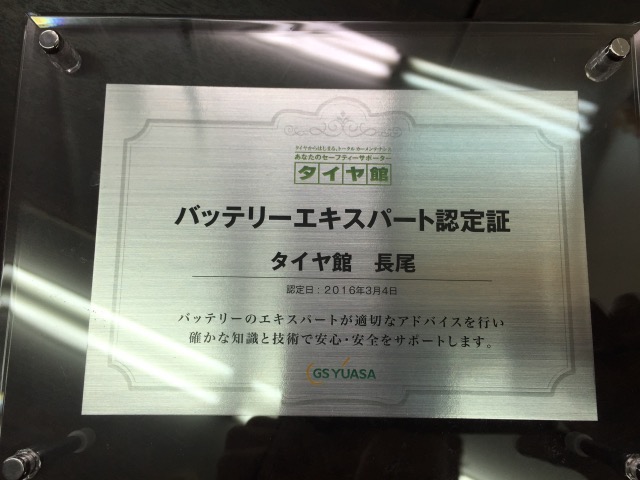 タイヤからはじまる、トータルカーメンテナンス
あなたのセーフティーサポーター
タイヤ館
バッテリーエキスパート認定証
タイヤ館 長尾
認定日：2016年3月4日
バッテリーのエキスパートが適切なアドバイスを行い
確かな知識と技術で安心・安全をサポートします。
GS YUASA